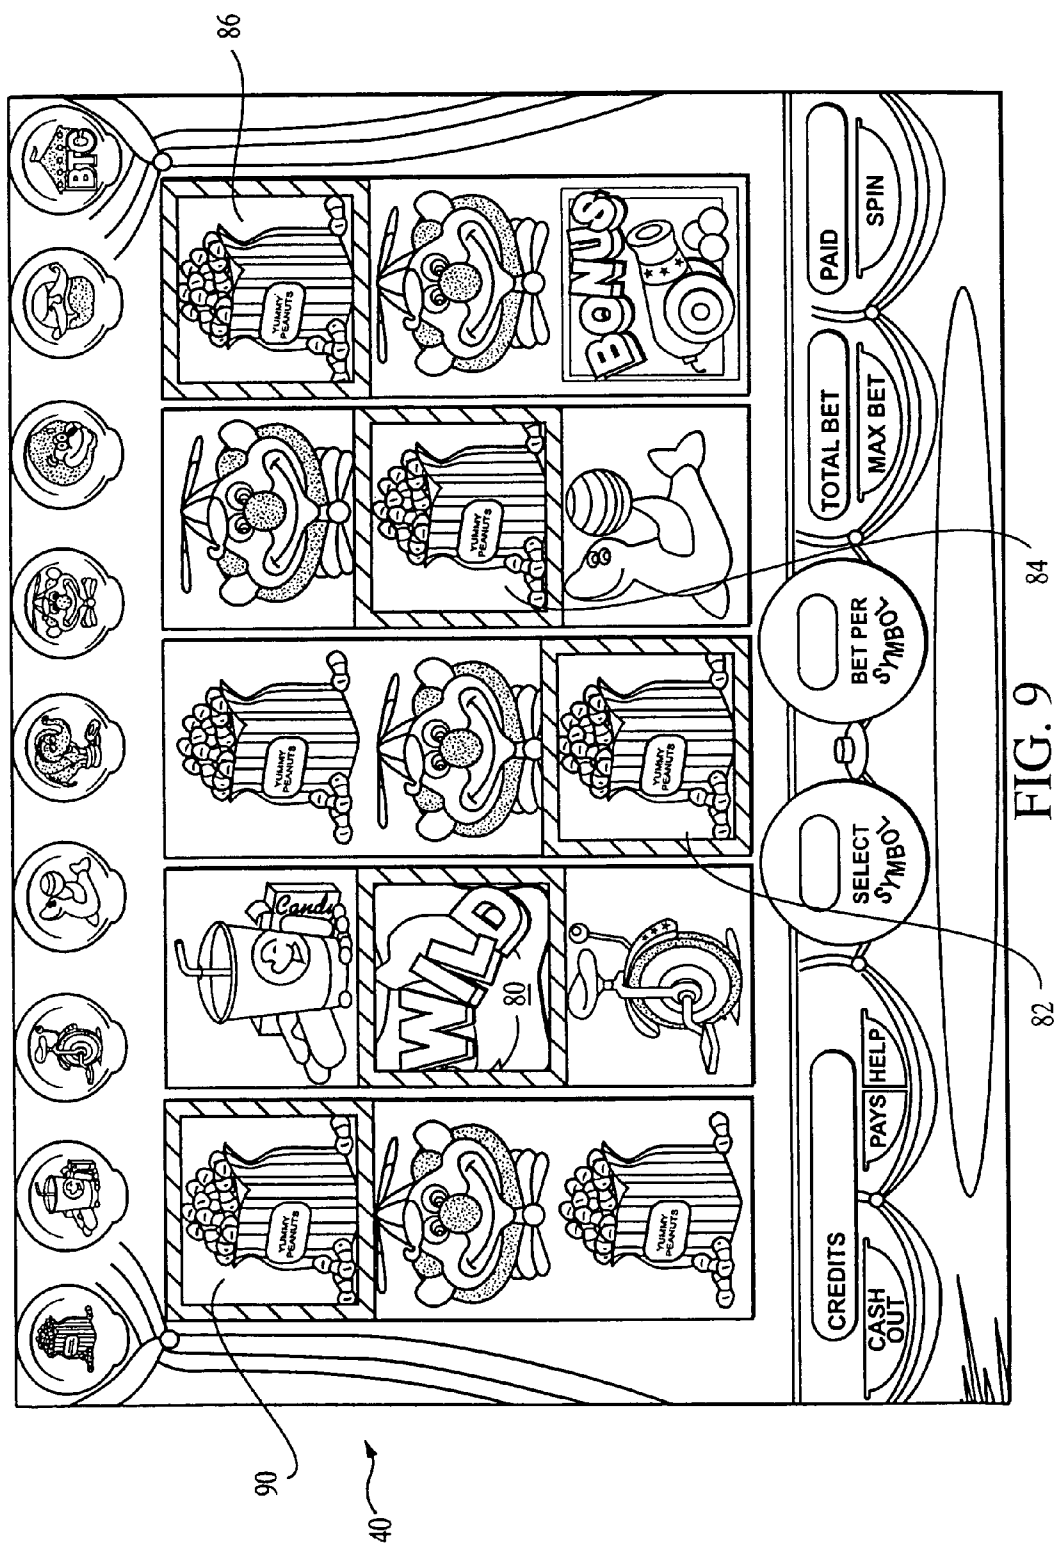 BTC
86
YUMMY
PEANUTS
YUMMY
PEANUTS
Candy
YUMMY
PEANUTS
WILD
80
YUMMY
PEANUTS
BONUS
YUMMY
PEANUTS
YUMMY
PEANUTS
90
40
CREDITS
TOTAL BET
PAID
CASH
OUT
PAYS
HELP
SELECT
SYMBOL
BET PER
SYMBOL
MAX BET
SPIN
82
84
FIG. 9